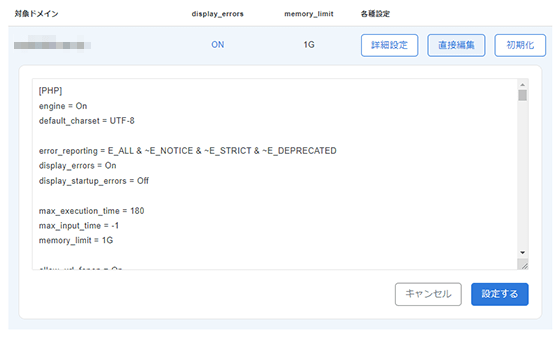 対象ドメイン display_errors memory_limit 各種設定
ON 1G 詳細設定 直接編集 初期化
[PHP]
engine = On
default_charset = UTF-8
error_reporting = E_ALL & ~E_NOTICE & ~E_STRICT & ~E_DEPRECATED
display_errors = On
display_startup_errors = Off
max_execution_time = 180
max_input_time = -1
memory_limit = 1G
キャンセル 設定する